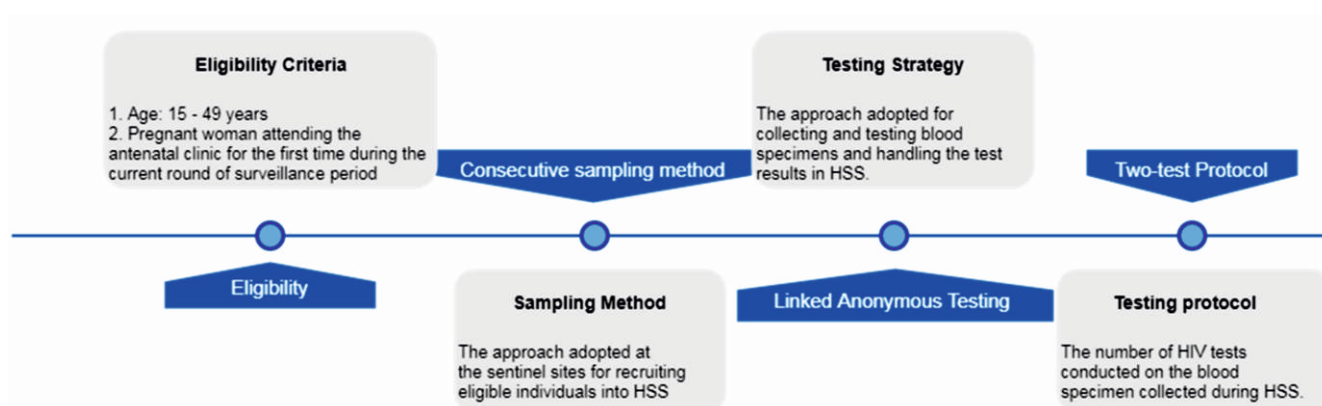 Eligibility Criteria
1. Age: 15 - 49 years
2. Pregnant woman attending the
antenatal clinic for the first time during the
current round of surveillance period
Eligibility
Consecutive sampling method
Sampling Method
The approach adopted at
the sentinel sites for recruiting
eligible individuals into HSS
Testing Strategy
The approach adopted for
collecting and testing blood
specimens and handling the test
results in HSS.
Linked Anonymous Testing
Two-test Protocol
Testing protocol
The number of HIV tests
conducted on the blood
specimen collected during HSS.